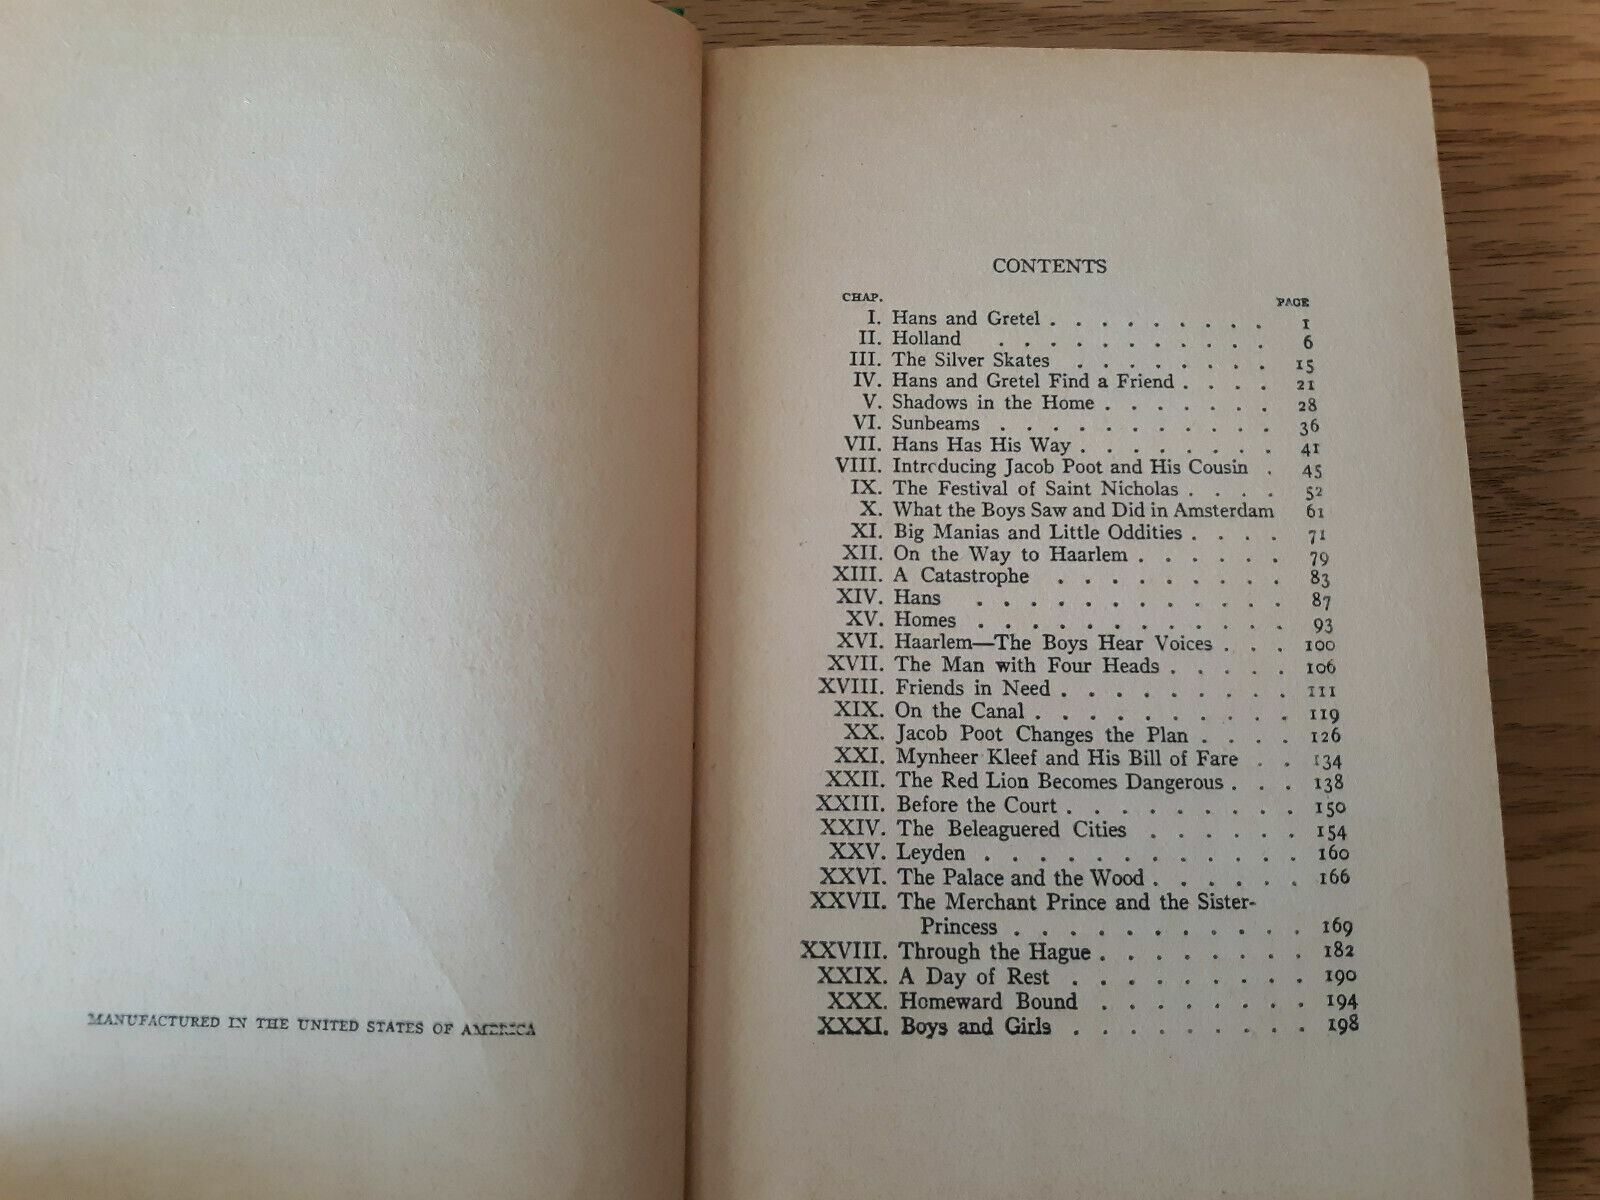 MANUFACTURED IN THE UNITED STATES OF AMERICA
CONTENTS
CHAP. PAGE
I. Hans and Gretel . . . . . . . . . 1
II. Holland . . . . . . . . . . . 6
III. The Silver Skates . . . . . . . . 15
IV. Hans and Gretel Find a Friend . . . . 21
V. Shadows in the Home . . . . . . . 28
VI. Sunbeams . . . . . . . . . . . 36
VII. Hans Has His Way . . . . . . . . 41
VIII. Introducing Jacob Poot and His Cousin . 45
IX. The Festival of Saint Nicholas . . . . 52
X. What the Boys Saw and Did in Amsterdam 61
XI. Big Manias and Little Oddities . . . . 71
XII. On the Way to Haarlem . . . . . . 79
XIII. A Catastrophe . . . . . . . . . 83
XIV. Hans . . . . . . . . . . . . 87
XV. Homes . . . . . . . . . . . . 93
XVI. Haarlem—The Boys Hear Voices . . . 100
XVII. The Man with Four Heads . . . . . 106
XVIII. Friends in Need . . . . . . . . . 111
XIX. On the Canal . . . . . . . . . . 119
XX. Jacob Poot Changes the Plan . . . . 126
XXI. Mynheer Kleef and His Bill of Fare . . 134
XXII. The Red Lion Becomes Dangerous . . . 138
XXIII. Before the Court . . . . . . . . . 150
XXIV. The Beleaguered Cities . . . . . . 154
XXV. Leyden . . . . . . . . . . . . 160
XXVI. The Palace and the Wood . . . . . . 166
XXVII. The Merchant Prince and the Sister-
Princess . . . . . . . . . . . 169
XXVIII. Through the Hague . . . . . . . . 182
XXIX. A Day of Rest . . . . . . . . . 190
XXX. Homeward Bound . . . . . . . . 194
XXXI. Boys and Girls . . . . . . . . . 198